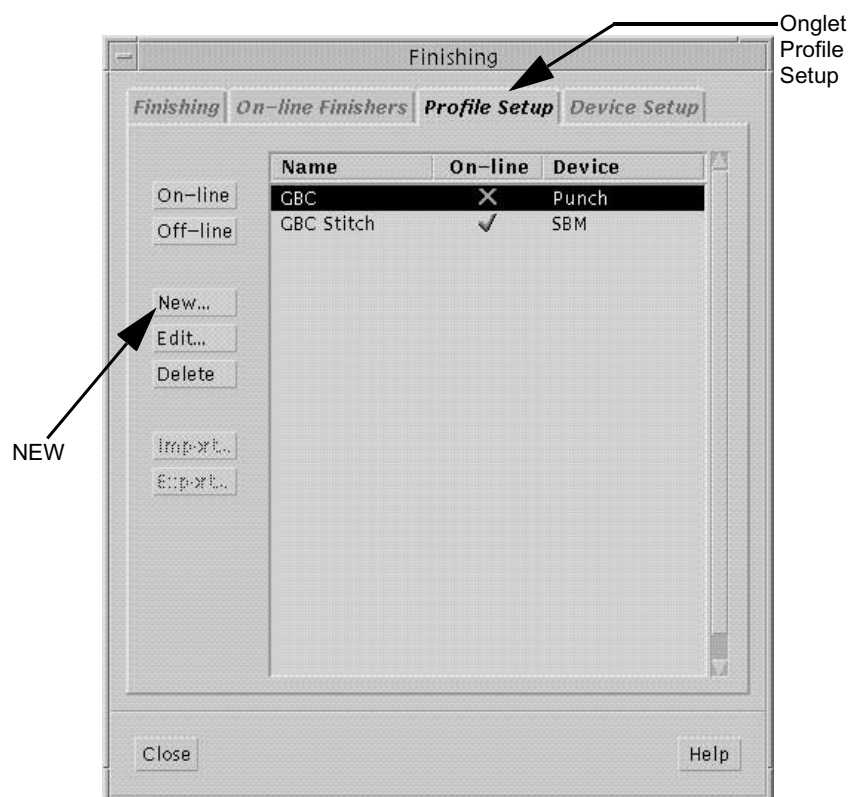 Onglet
Profile
Setup
Finishing
Finishing On-line Finishers Profile Setup Device Setup
Name On-line Device
On-line
GBC Punch
Off-line
GBC Stitch SBM
New...
Edit...
Delete
NEW
Import...
Export...
Close Help